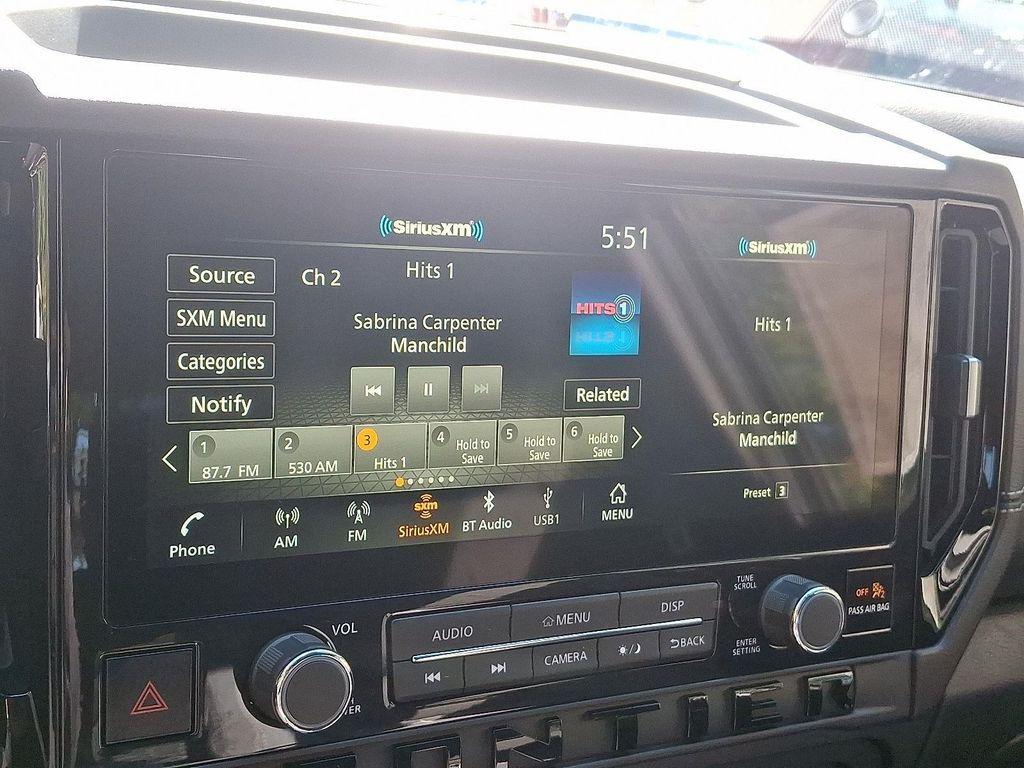 SiriusXM
5:51
SiriusXM
Source
Ch 2
Hits 1
HITS 1
SXM Menu
Sabrina Carpenter
Manchild
Hits 1
Categories
Notify
Related
Sabrina Carpenter
Manchild
1
87.7 FM
2
530 AM
3
Hits 1
4
Hold to
Save
5
Hold to
Save
6
Hold to
Save
Preset 3
Phone
AM
FM
sxm
SiriusXM
BT Audio
USB1
MENU
VOL
AUDIO
MENU
DISP
CAMERA
BACK
TUNE
SCROLL
ENTER
SETTING
OFF
PASS AIR BAG